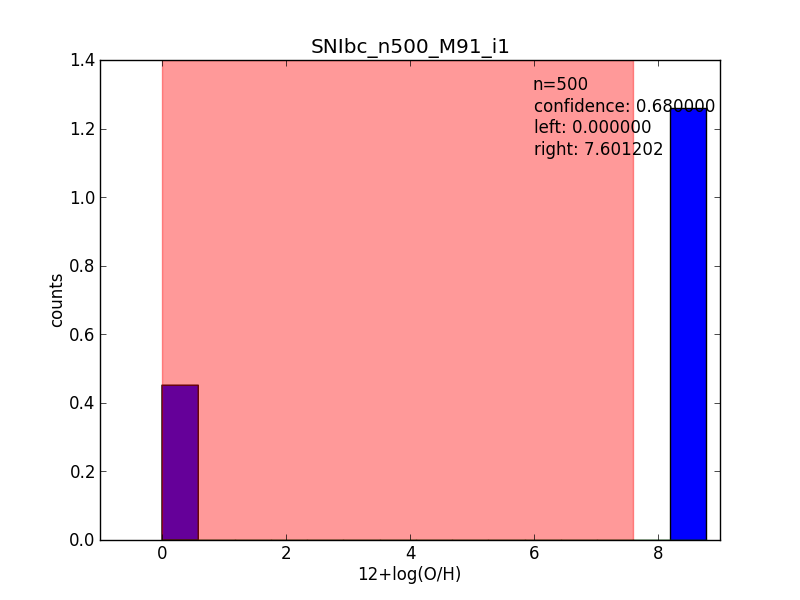 SNIbc_n500_M91_i1
1.4
1.2
1.0
0.8
0.6
0.4
0.2
0.0
counts
n=500
confidence: 0.680000
left: 0.000000
right: 7.601202
0 2 4 6 8
12+log(O/H)